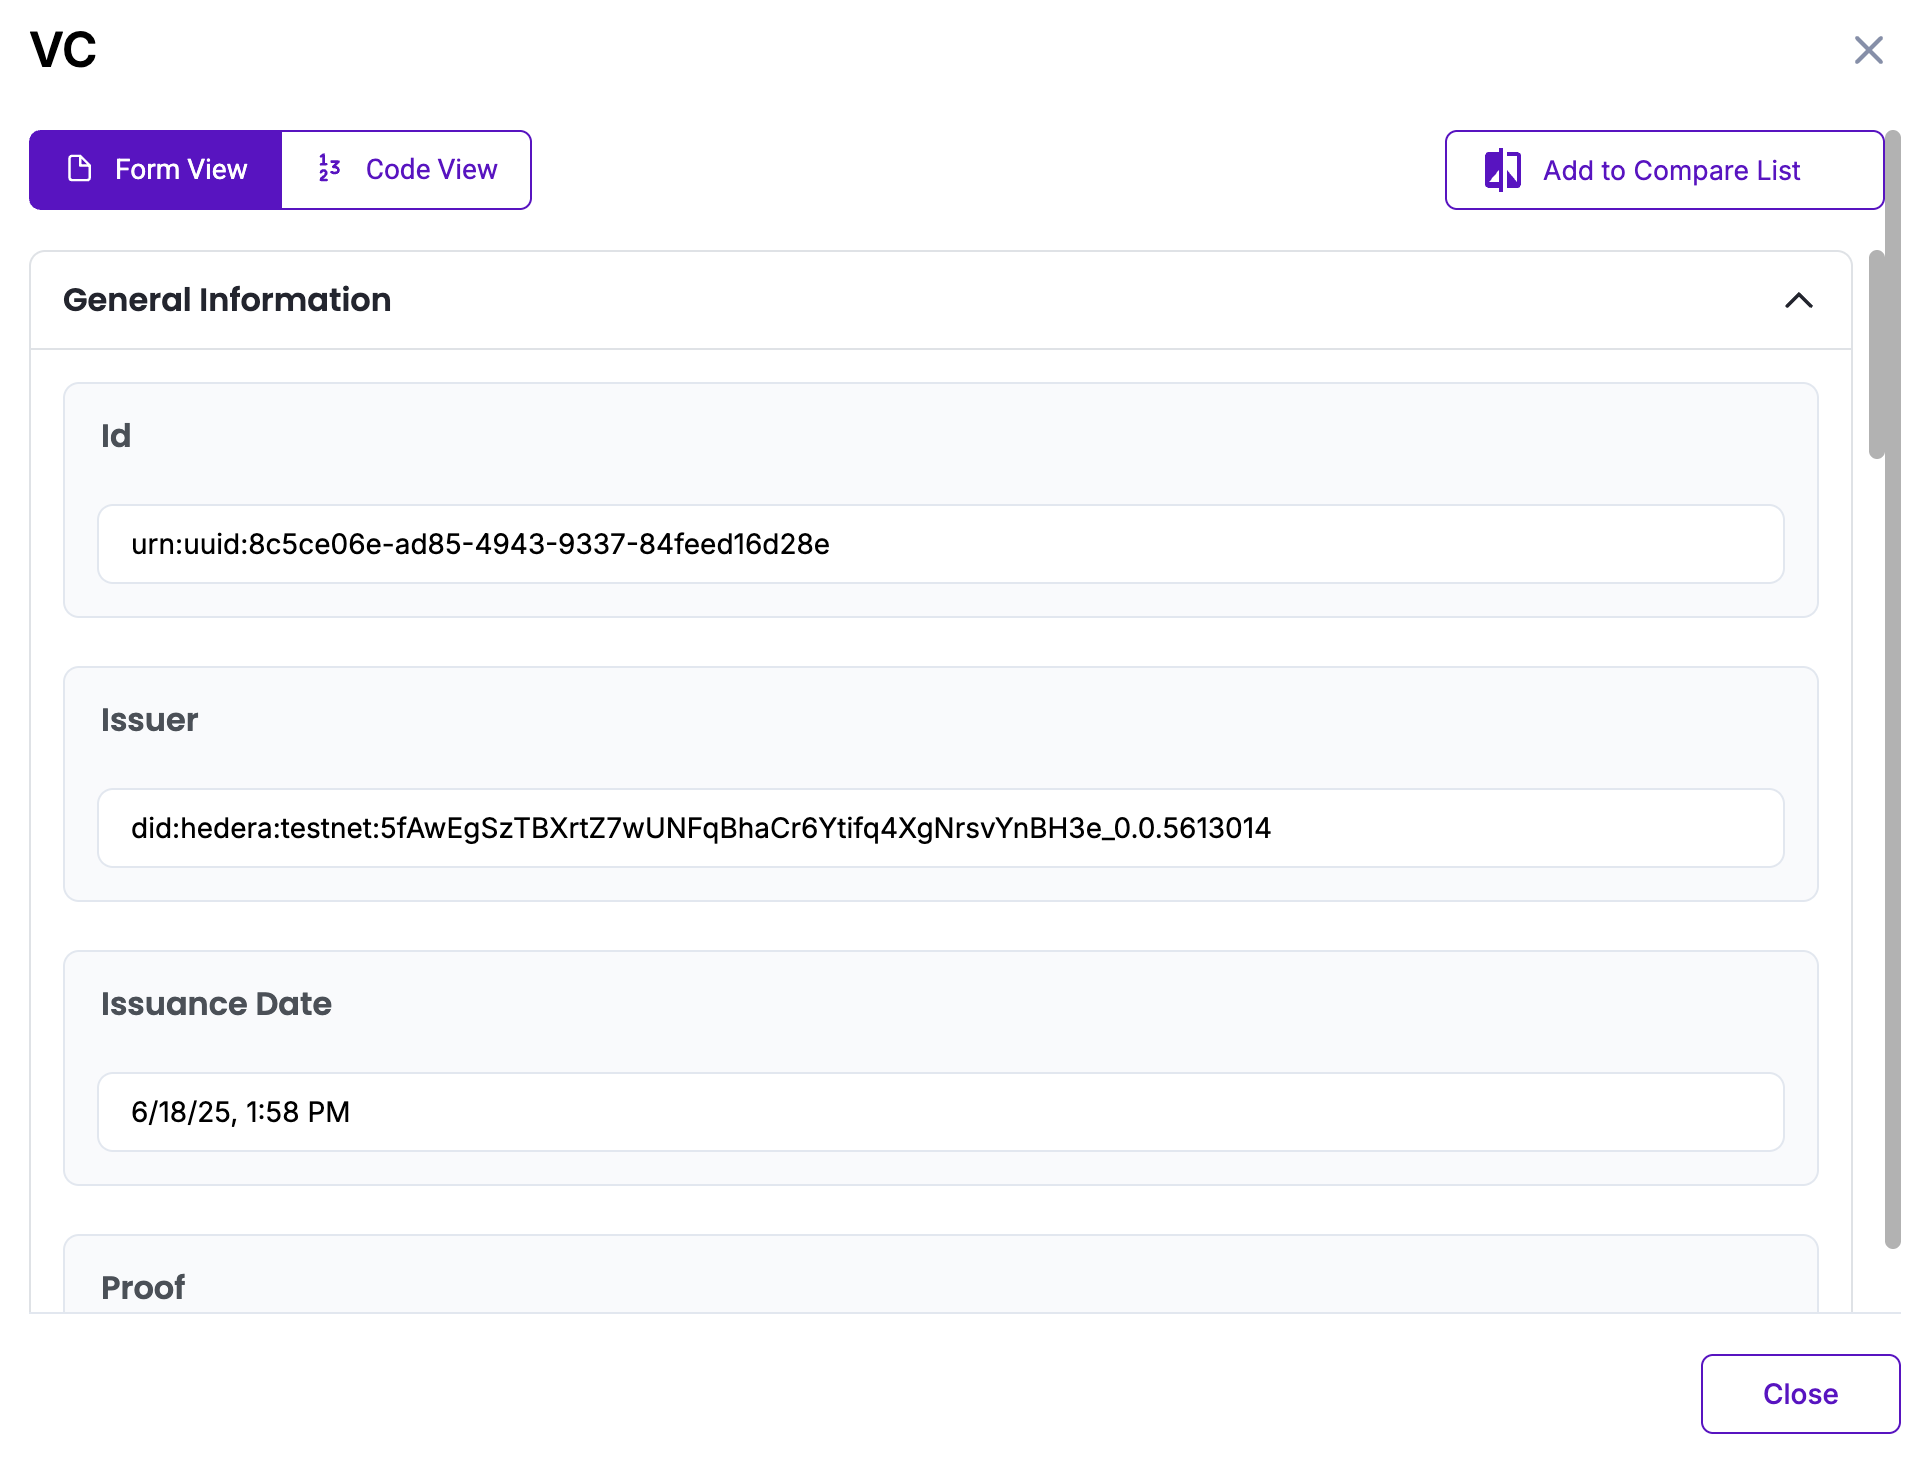 VC
Form View
Code View
Add to Compare List
General Information
Id
urn:uuid:8c5ce06e-ad85-4943-9337-84feed16d28e
Issuer
did:hedera:testnet:5fAwEgSzTBXrtZ7wUNFqBhaCr6Ytifq4XgNrsvYnBH3e_0.0.5613014
Issuance Date
6/18/25, 1:58 PM
Proof
Close